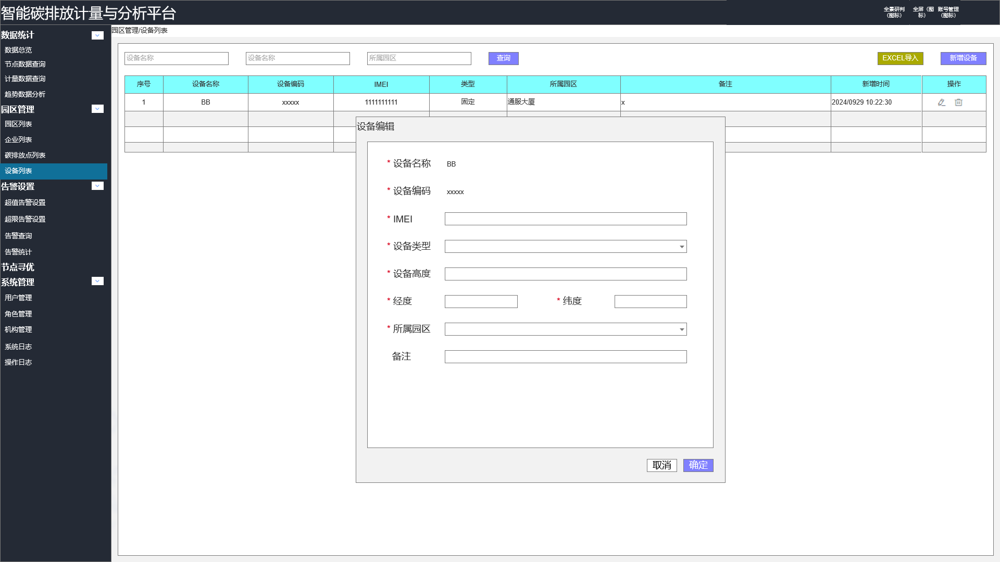 智能碳排放计量与分析平台
全景研判（图标）
全屏（图标）
账号管理（图标）
数据统计
数据总览
节点数据查询
计量数据查询
趋势数据分析
园区管理
园区列表
企业列表
碳排放点列表
设备列表
告警设置
超值告警设置
超限告警设置
告警查询
告警统计
节点寻优
系统管理
用户管理
角色管理
机构管理
系统日志
操作日志
园区管理/设备列表
设备名称 设备名称 所属园区 查询 EXCEL导入 新增设备
序号 设备名称 设备编码 IMEI 类型 所属园区 备注 新增时间 操作
1 BB xxxxx 1111111111 固定 通服大厦 x 2024/0929 10:22:30
设备编辑
* 设备名称 BB
* 设备编码 xxxxx
* IMEI
* 设备类型
* 设备高度
* 经度 * 纬度
* 所属园区
备注
取消 确定